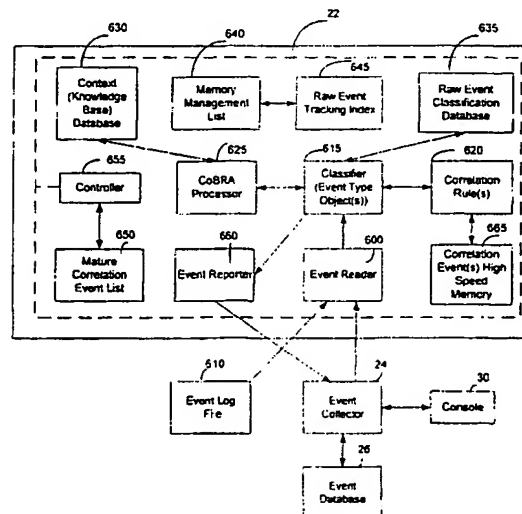 630
640
22
635
Context
(Knowledge
Base)
Database
Memory
Management
List
645
Raw Event
Tracking Index
Raw Event
Classification
Database
655
Controller
625
CoBRA
Processor
615
Classifier
(Event Type
Object(s))
620
Correlation
Rule(s)
650
Mature
Correlation
Event List
660
Event Reporter
600
Event Reader
665
Correlation
Event(s) High
Speed
Memory
610
Event Log
File
24
Event
Collector
30
Console
26
Event
Database